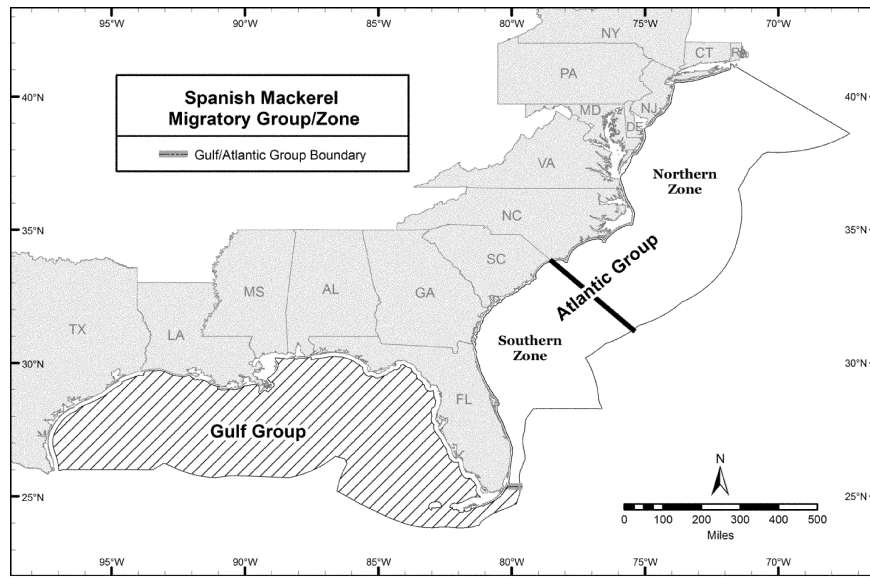 95°W 90°W 85°W 80°W 75°W 70°W
NY
CT
RI
PA
40°N
40°N
Spanish Mackerel
Migratory Group/Zone
Gulf/Atlantic Group Boundary
MD
NJ
DE
VA
Northern
Zone
35°N
35°N
NC
SC
Atlantic Group
MS
AL
GA
TX
LA
Southern
Zone
30°N
30°N
FL
Gulf Group
25°N
25°N
N
0 100 200 300 400 500
Miles
95°W 90°W 85°W 80°W 75°W 70°W